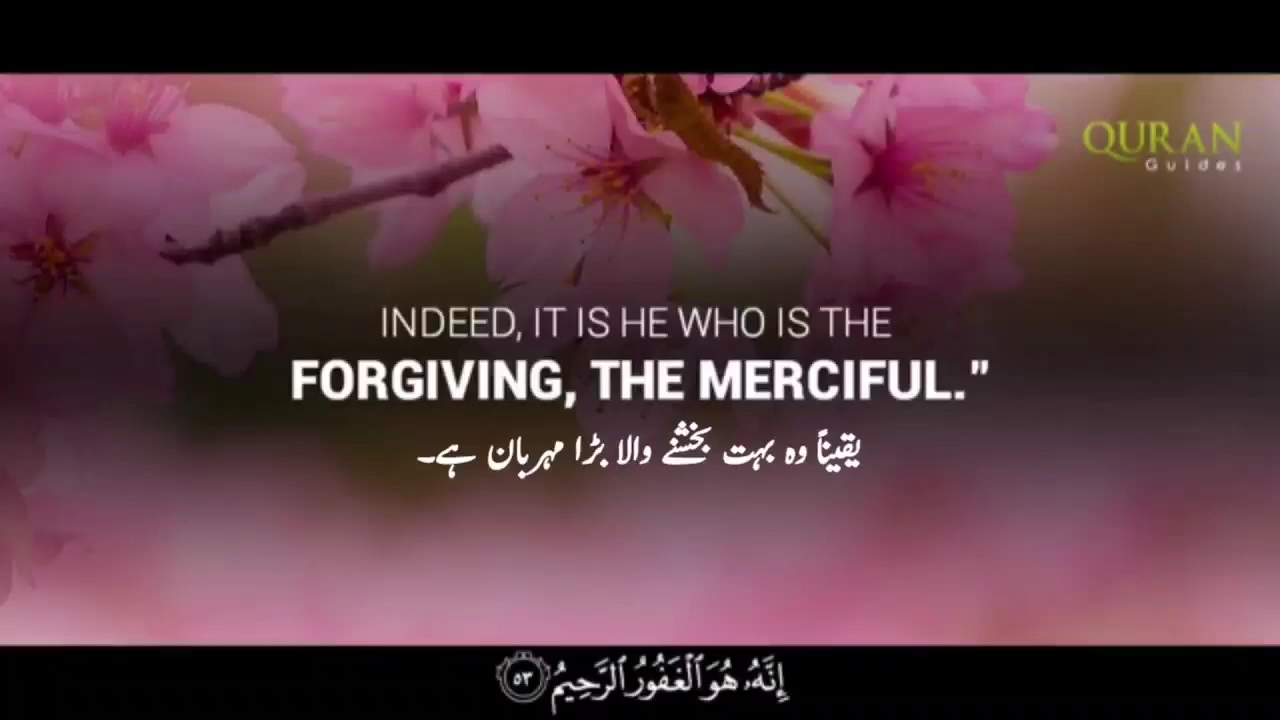 QURAN
Guides
INDEED, IT IS HE WHO IS THE
FORGIVING, THE MERCIFUL.”
یقیناً وہ بہت بخشنے والا بڑا مہربان ہے۔
إِنَّهُۥ هُوَ ٱلْغَفُورُ ٱلرَّحِيمُ ٥٣